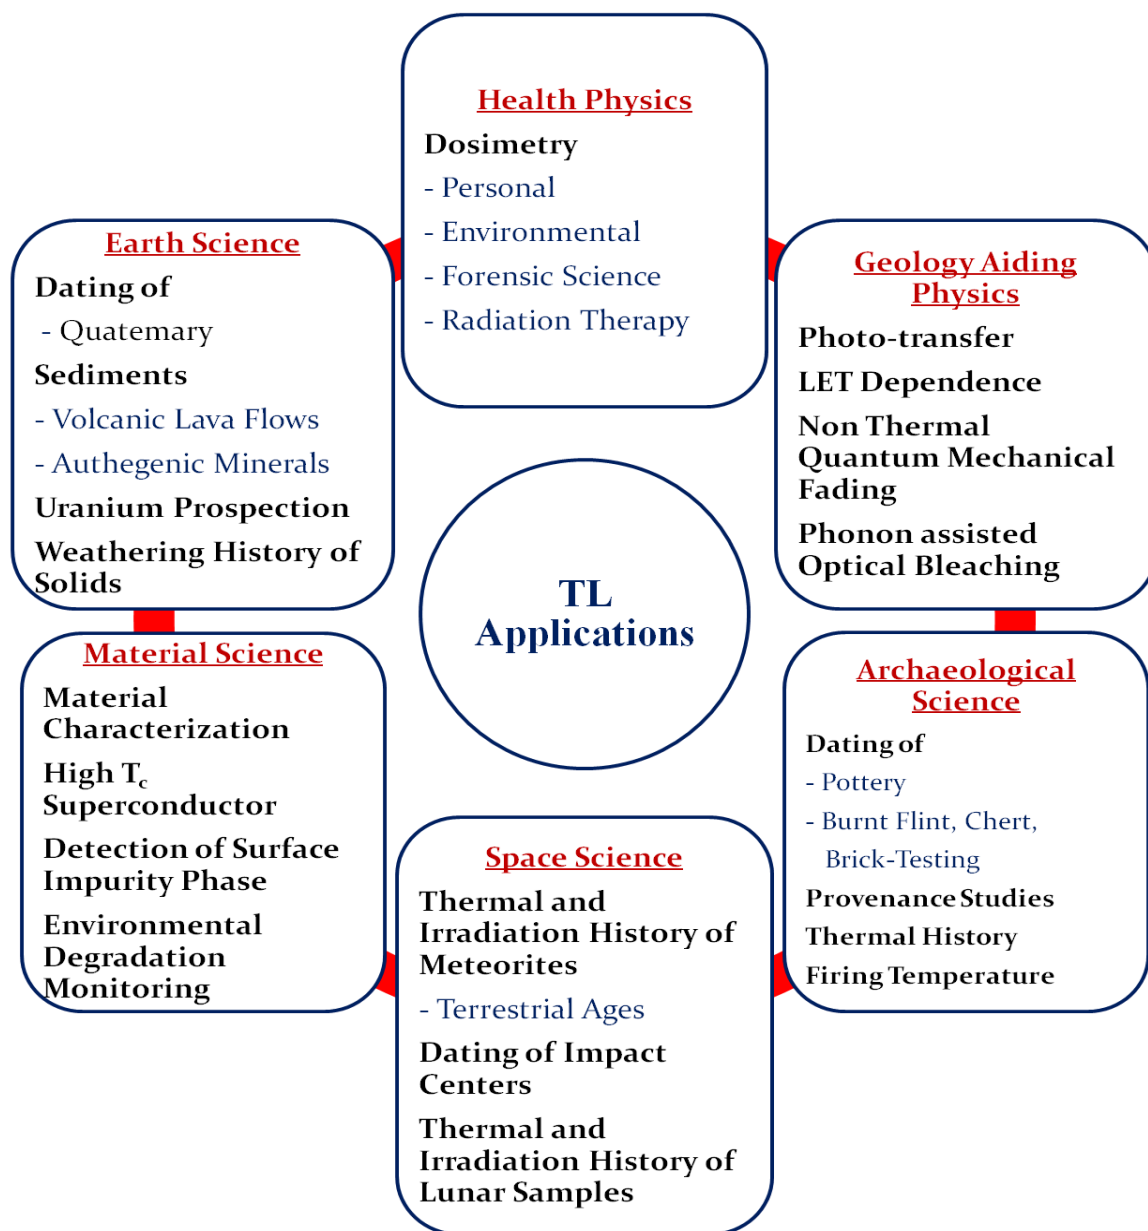 Health Physics
Dosimetry
- Personal
- Environmental
- Forensic Science
- Radiation Therapy
Earth Science
Dating of
- Quatemary
Sediments
- Volcanic Lava Flows
- Authegenic Minerals
Uranium Prospection
Weathering History of
Solids
Geology Aiding
Physics
Photo-transfer
LET Dependence
Non Thermal
Quantum Mechanical
Fading
Phonon assisted
Optical Bleaching
TL
Applications
Material Science
Material
Characterization
High Tc
Superconductor
Detection of Surface
Impurity Phase
Environmental
Degradation
Monitoring
Archaeological
Science
Dating of
- Pottery
- Burnt Flint, Chert,
Brick-Testing
Provenance Studies
Thermal History
Firing Temperature
Space Science
Thermal and
Irradiation History of
Meteorites
- Terrestrial Ages
Dating of Impact
Centers
Thermal and
Irradiation History of
Lunar Samples